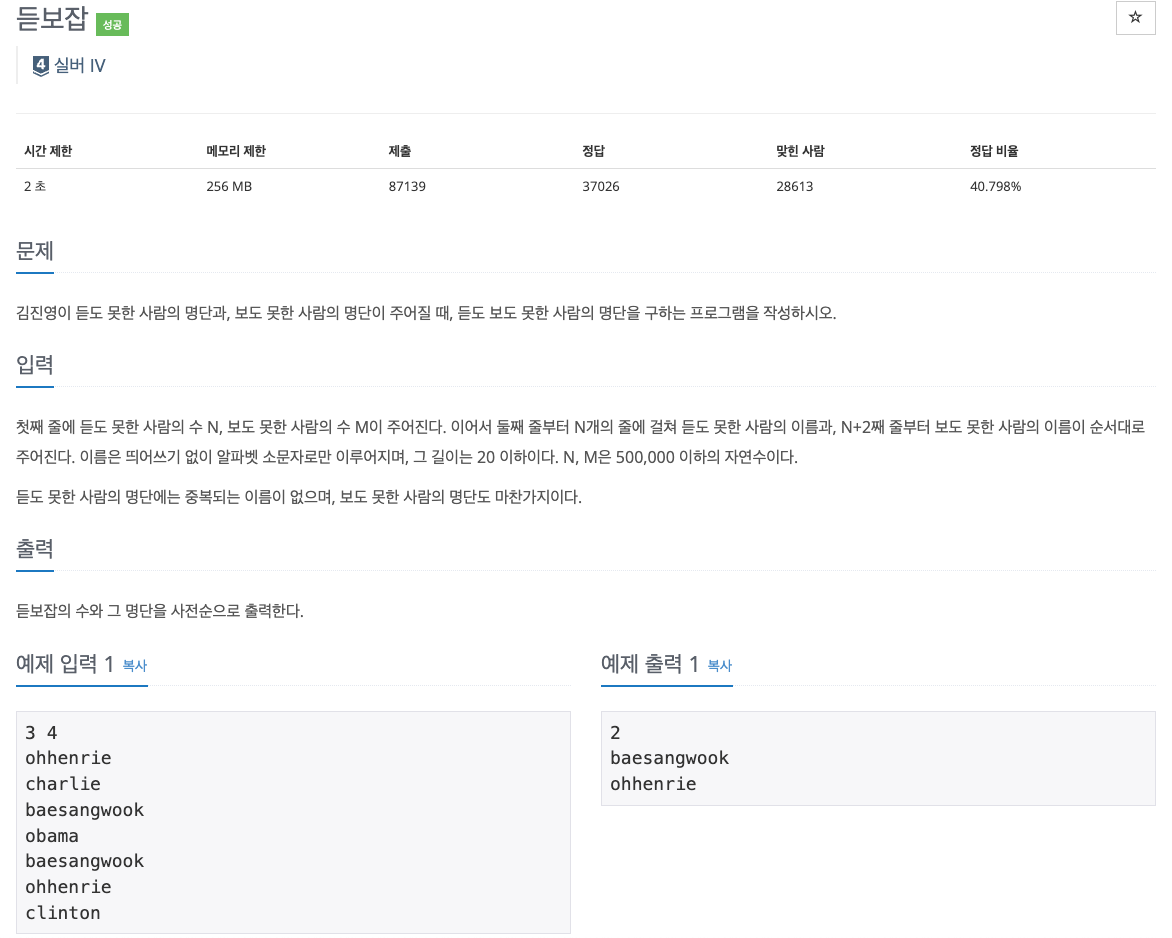 듣보잡 성공
☆
4 실버 IV
시간 제한 메모리 제한 제출 정답 맞힌 사람 정답 비율
2 초 256 MB 87139 37026 28613 40.798%
문제
김진영이 듣도 못한 사람의 명단과, 보도 못한 사람의 명단이 주어질 때, 듣도 보도 못한 사람의 명단을 구하는 프로그램을 작성하시오.
입력
첫째 줄에 듣도 못한 사람의 수 N, 보도 못한 사람의 수 M이 주어진다. 이어서 둘째 줄부터 N개의 줄에 걸쳐 듣도 못한 사람의 이름과, N+2째 줄부터 보도 못한 사람의 이름이 순서대로
주어진다. 이름은 띄어쓰기 없이 알파벳 소문자로만 이루어지며, 그 길이는 20 이하이다. N, M은 500,000 이하의 자연수이다.
듣도 못한 사람의 명단에는 중복되는 이름이 없으며, 보도 못한 사람의 명단도 마찬가지이다.
출력
듣보잡의 수와 그 명단을 사전순으로 출력한다.
예제 입력 1 복사
3 4
ohhenrie
charlie
baesangwook
obama
baesangwook
ohhenrie
clinton
예제 출력 1 복사
2
baesangwook
ohhenrie